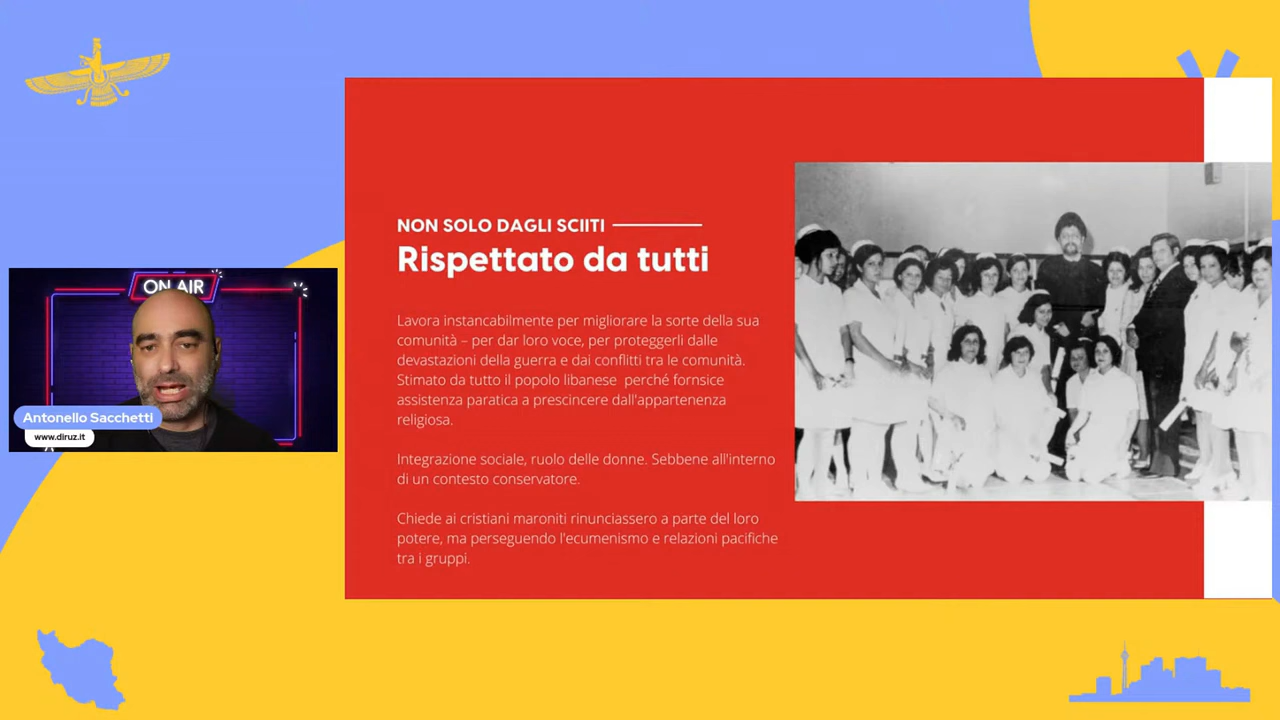 NON SOLO DAGLI SCIITI
Rispettato da tutti
Lavora instancabilmente per migliorare la sorte della sua
comunità – per dar loro voce, per proteggerli dalle
devastazioni della guerra e dai conflitti tra le comunità.
Stimato da tutto il popolo libanese perché fornsice
assistenza paratica a prescincere dall'appartenenza
religiosa.
Integrazione sociale, ruolo delle donne. Sebbene all'interno
di un contesto conservatore.
Chiede ai cristiani maroniti rinunciassero a parte del loro
potere, ma perseguendo l'ecumenismo e relazioni pacifiche
tra i gruppi.
ON AIR
Antonello Sacchetti
www.diruz.it